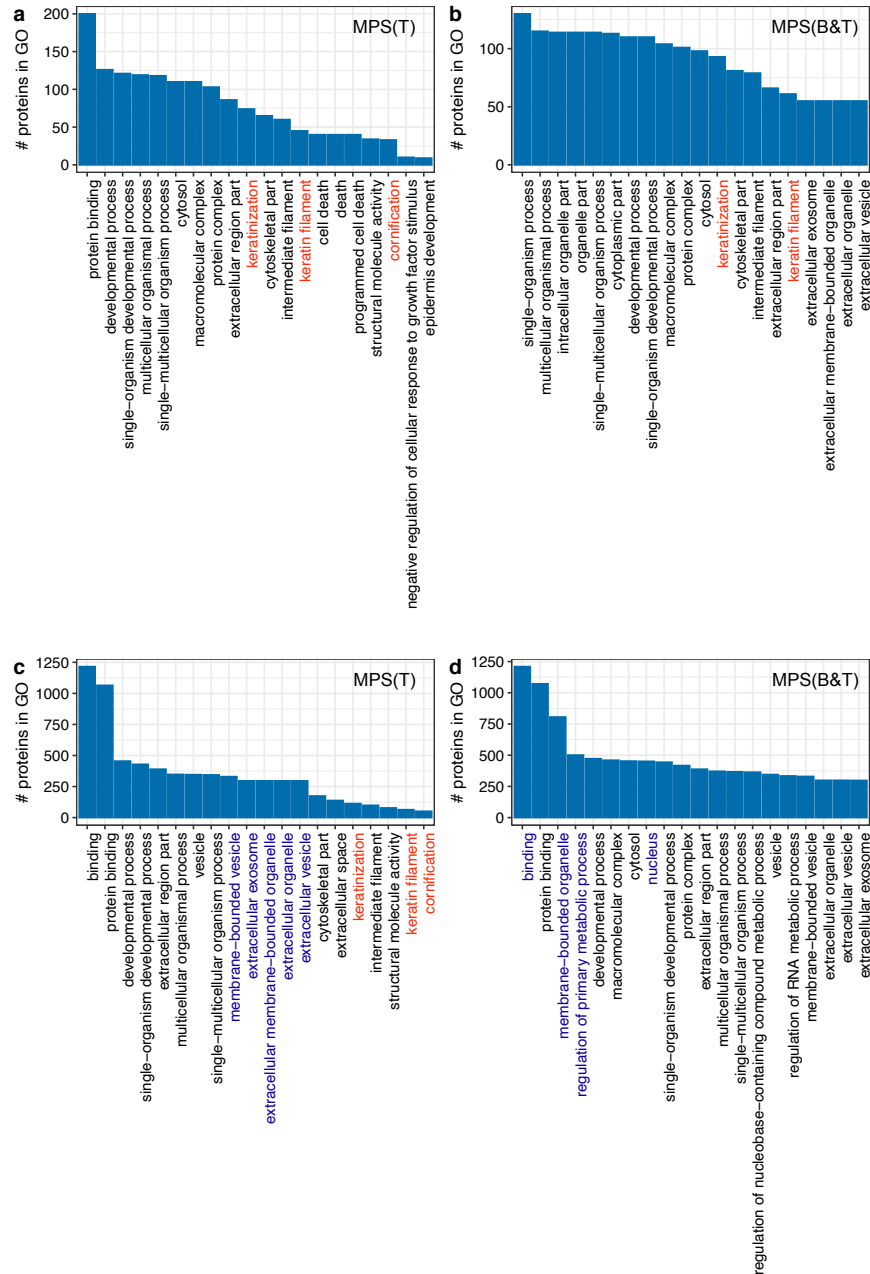 a
MPS(T)
# proteins in GO
200
150
100
50
0
protein binding
developmental process
single−organism developmental process
multicellular organismal process
single−multicellular organism process
cytosol
macromolecular complex
protein complex
extracellular region part
keratinization
cytoskeletal part
intermediate filament
keratin filament
cell death
death
programmed cell death
structural molecule activity
cornification
negative regulation of cellular response to growth factor stimulus
epidermis development
b
MPS(B&T)
# proteins in GO
100
50
0
single−organism process
multicellular organismal process
intracellular organelle part
organelle part
single−multicellular organism process
cytoplasmic part
developmental process
single−organism developmental process
macromolecular complex
protein complex
cytosol
keratinization
cytoskeletal part
intermediate filament
extracellular region part
keratin filament
extracellular exosome
extracellular membrane−bounded organelle
extracellular organelle
extracellular vesicle
c
MPS(T)
# proteins in GO
1250
1000
750
500
250
0
binding
protein binding
developmental process
single−organism developmental process
extracellular region part
multicellular organismal process
vesicle
single−multicellular organism process
membrane−bounded vesicle
extracellular exosome
extracellular membrane−bounded organelle
extracellular organelle
extracellular vesicle
cytoskeletal part
extracellular space
keratinization
intermediate filament
structural molecule activity
keratin filament
cornification
d
MPS(B&T)
# proteins in GO
1250
1000
750
500
250
0
binding
protein binding
membrane−bounded organelle
regulation of primary metabolic process
developmental process
macromolecular complex
cytosol
nucleus
single−organism developmental process
protein complex
extracellular region part
multicellular organismal process
single−multicellular organism process
regulation of nucleobase−containing compound metabolic process
vesicle
regulation of RNA metabolic process
membrane−bounded vesicle
extracellular organelle
extracellular vesicle
extracellular exosome